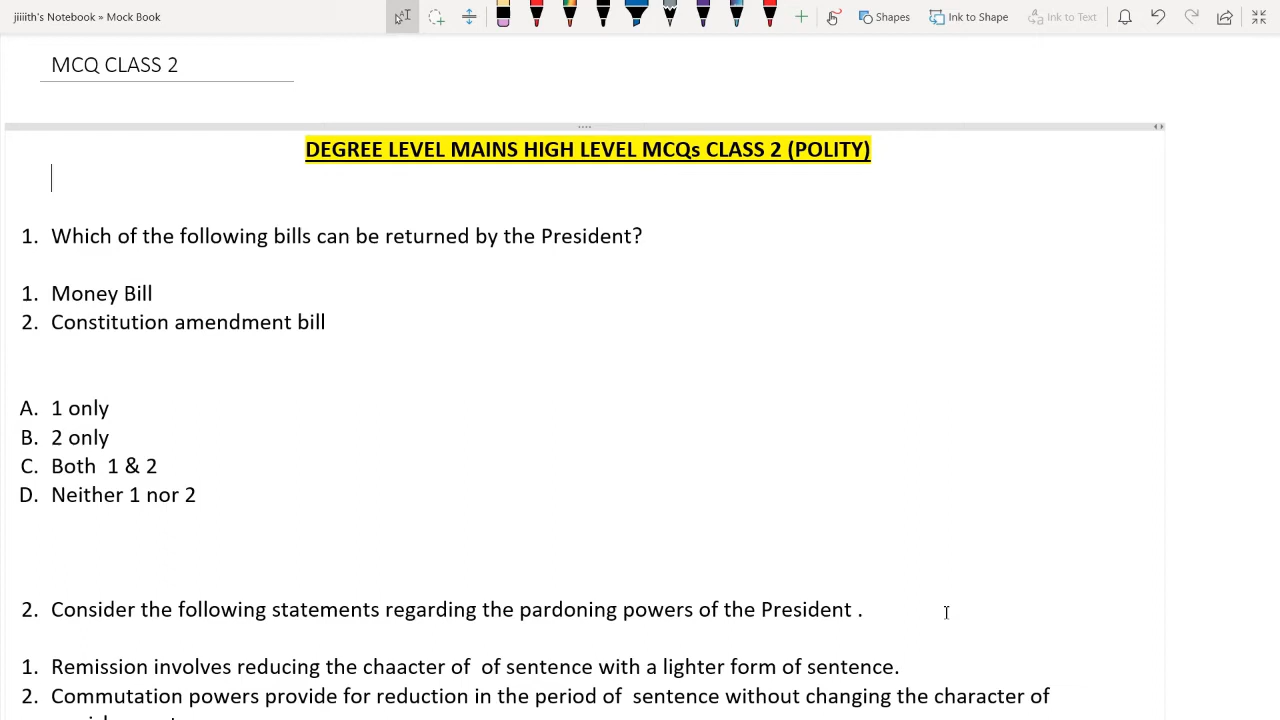 jiiiith's Notebook » Mock Book
Shapes
Ink to Shape
Ink to Text
MCQ CLASS 2
DEGREE LEVEL MAINS HIGH LEVEL MCQs CLASS 2 (POLITY)
1. Which of the following bills can be returned by the President?
1. Money Bill
2. Constitution amendment bill
A. 1 only
B. 2 only
C. Both 1 & 2
D. Neither 1 nor 2
2. Consider the following statements regarding the pardoning powers of the President .
1. Remission involves reducing the chaacter of of sentence with a lighter form of sentence.
2. Commutation powers provide for reduction in the period of sentence without changing the character of